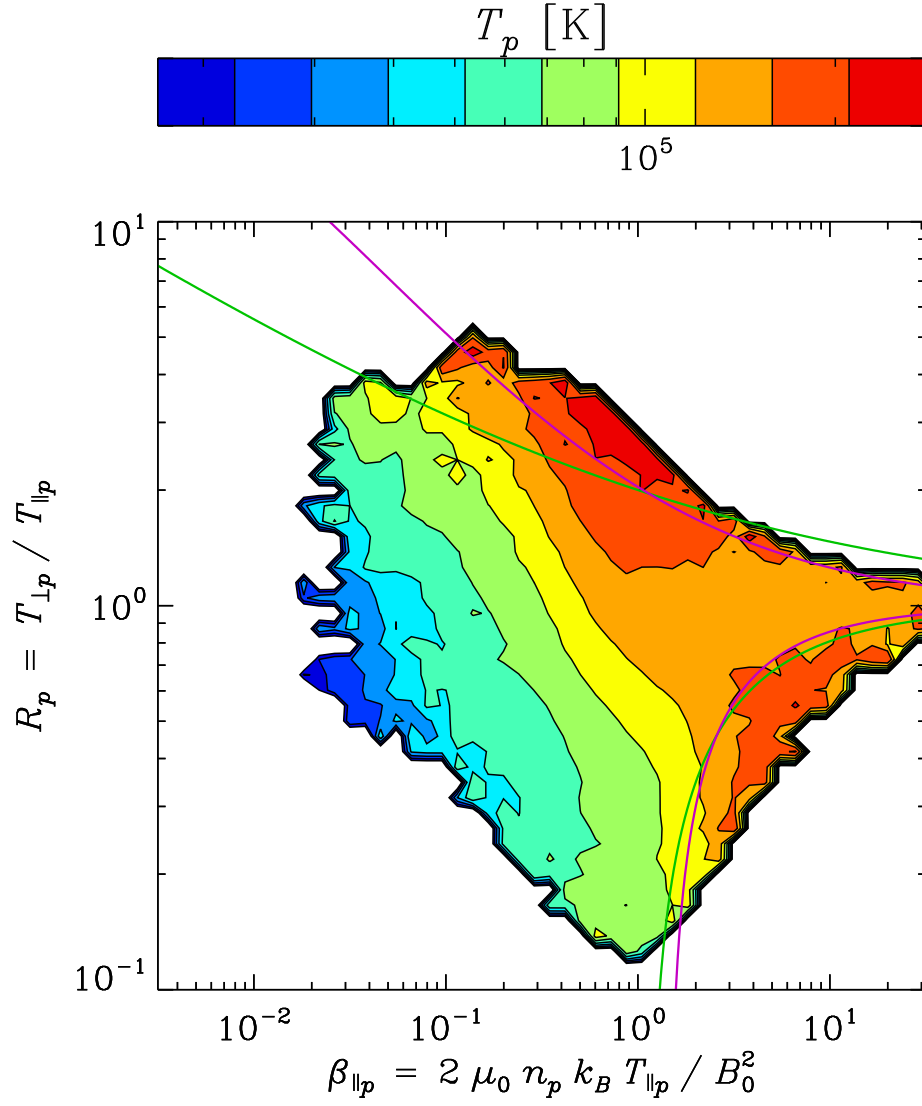 T_p [K]
10^5
10^1
10^0
10^-1
R_p = T_⊥p / T_∥p
10^-2 10^-1 10^0 10^1
β_∥p = 2 μ_0 n_p k_B T_∥p / B_0^2